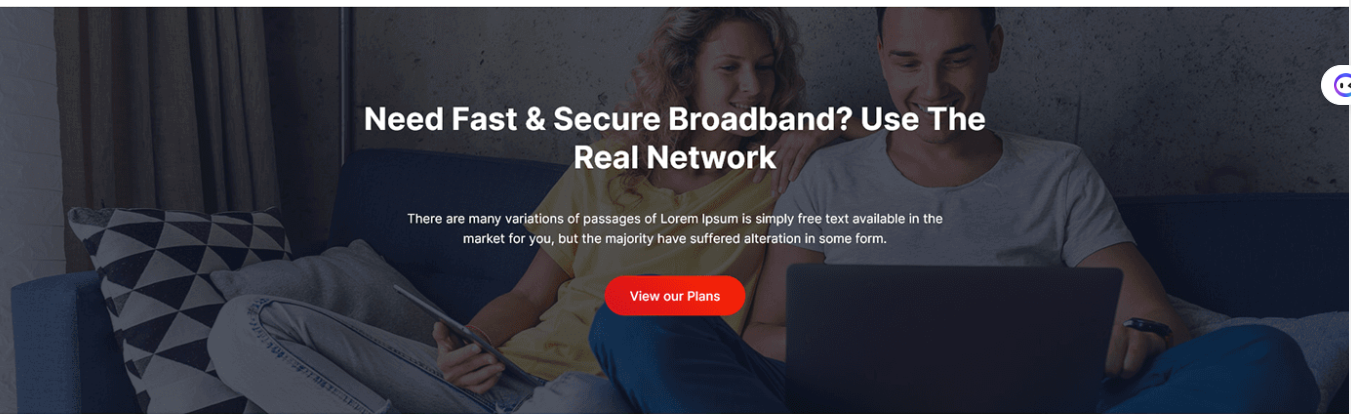 Need Fast & Secure Broadband? Use The
Real Network
There are many variations of passages of Lorem Ipsum is simply free text available in the
market for you, but the majority have suffered alteration in some form.
View our Plans